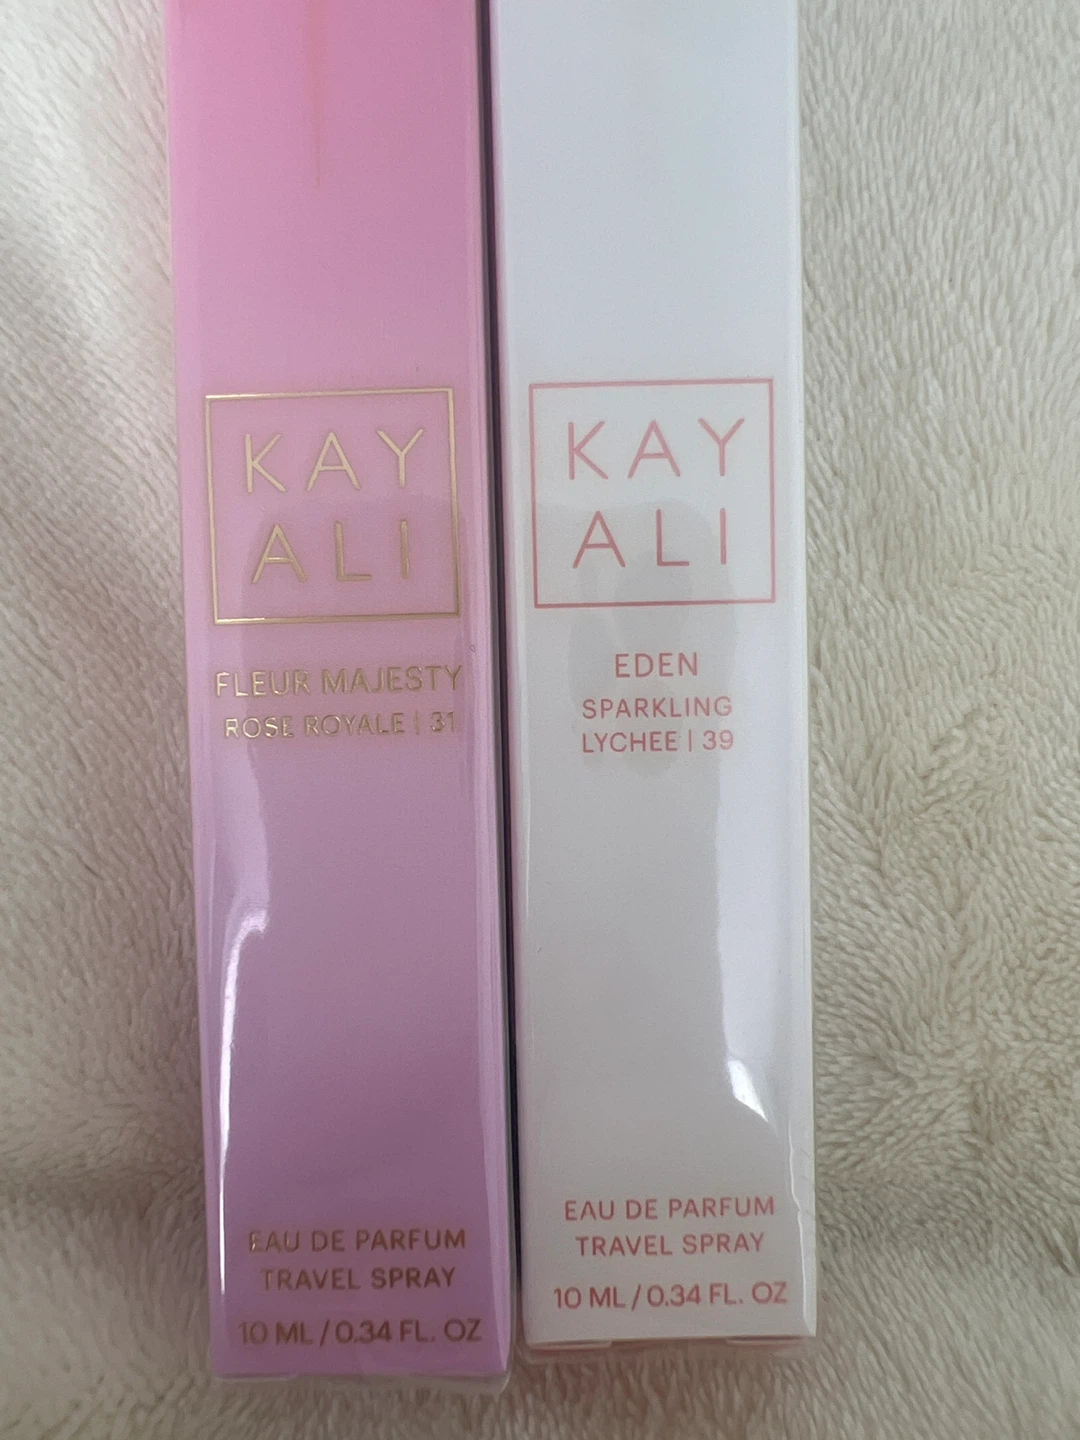 KAY
ALI
FLEUR MAJESTY
ROSE ROYALE | 31
EAU DE PARFUM
TRAVEL SPRAY
10 ML / 0.34 FL. OZ
KAY
ALI
EDEN
SPARKLING
LYCHEE | 39
EAU DE PARFUM
TRAVEL SPRAY
10 ML / 0.34 FL. OZ